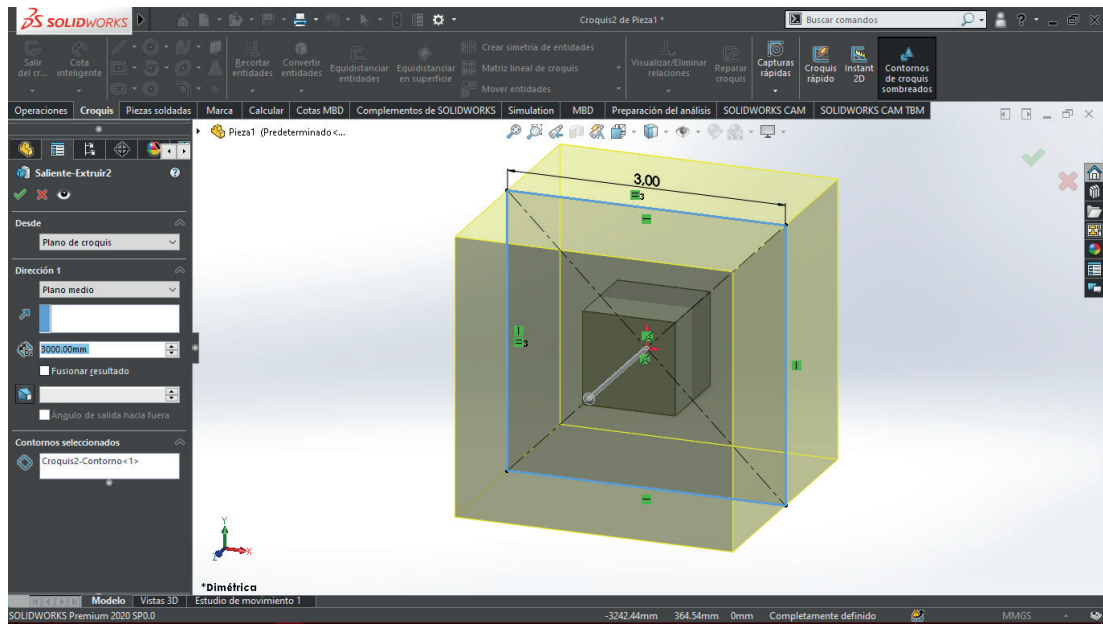 SOLIDWORKS
Croquis2 de Pieza1 *
Buscar comandos
?
Salir del cr...
Cota inteligente
Recortar entidades
Convertir entidades
Equidistanciar entidades
Equidistanciar en superficie
Crear simetría de entidades
Matriz lineal de croquis
Mover entidades
Visualizar/Eliminar relaciones
Reparar croquis
Capturas rápidas
Croquis rápido
Instant 2D
Contornos de croquis sombreados
Operaciones Croquis Piezas soldadas Marca Calcular Cotas MBD Complementos de SOLIDWORKS Simulation MBD Preparación del análisis SOLIDWORKS CAM SOLIDWORKS CAM TBM
Pieza1 (Predeterminado<...
Saliente-Extruir2
Desde
Plano de croquis
Dirección 1
Plano medio
3000.00mm
Fusionar resultado
Ángulo de salida hacia fuera
Contornos seleccionados
Croquis2-Contorno<1>
3,00
3
3
Y
X
Z
*Dimétrica
Modelo Vistas 3D Estudio de movimiento 1
SOLIDWORKS Premium 2020 SP0.0
-3242.44mm 364.54mm 0mm Completamente definido
MMGS